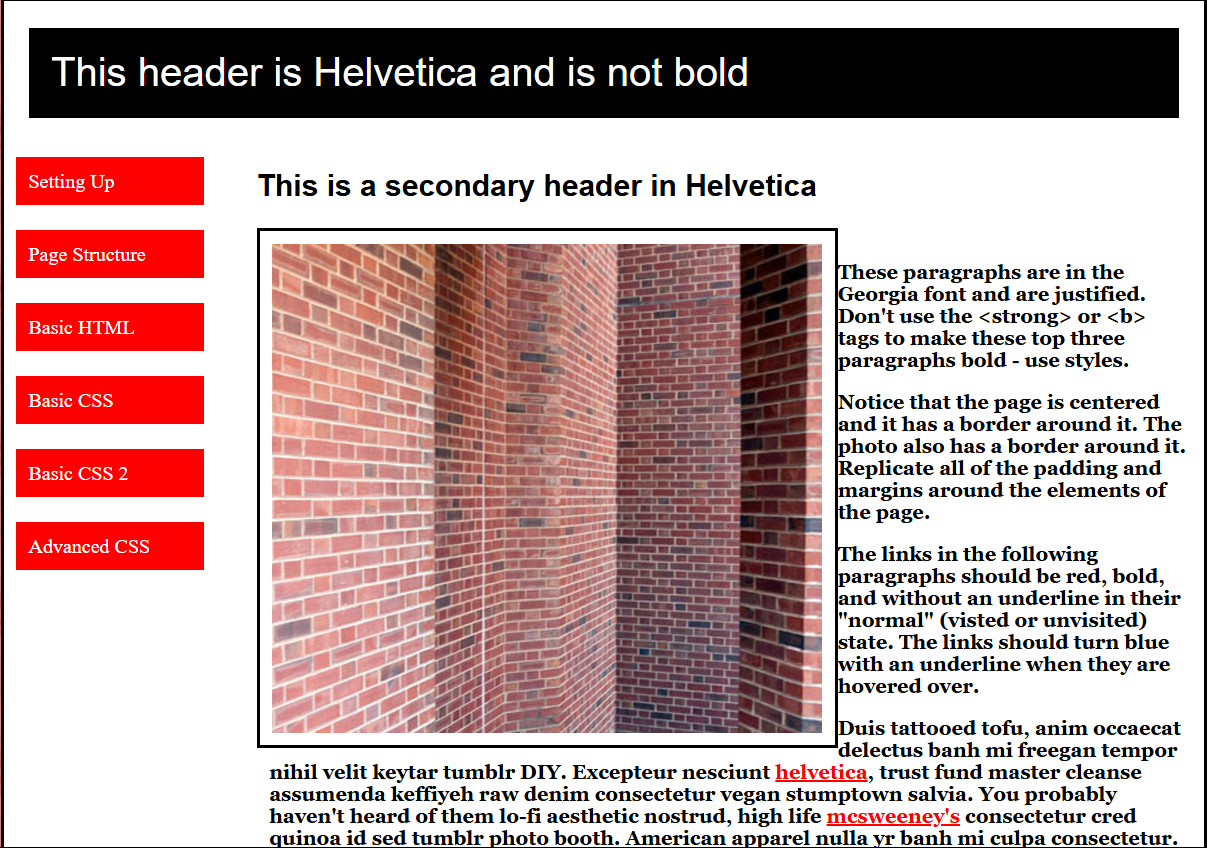 This header is Helvetica and is not bold
Setting Up
Page Structure
Basic HTML
Basic CSS
Basic CSS 2
Advanced CSS
This is a secondary header in Helvetica
These paragraphs are in the
Georgia font and are justified.
Don't use the <strong> or <b>
tags to make these top three
paragraphs bold - use styles.
Notice that the page is centered
and it has a border around it. The
photo also has a border around it.
Replicate all of the padding and
margins around the elements of
the page.
The links in the following
paragraphs should be red, bold,
and without an underline in their
"normal" (visted or unvisited)
state. The links should turn blue
with an underline when they are
hovered over.
Duis tattooed tofu, anim occaecat
delectus banh mi freegan tempor
nihil velit keytar tumblr DIY. Excepteur nesciunt helvetica, trust fund master cleanse
assumenda keffiyeh raw denim consectetur vegan stumptown salvia. You probably
haven't heard of them lo-fi aesthetic nostrud, high life mcsweeney's consectetur cred
quinoa id sed tumblr photo booth. American apparel nulla yr banh mi culpa consectetur.